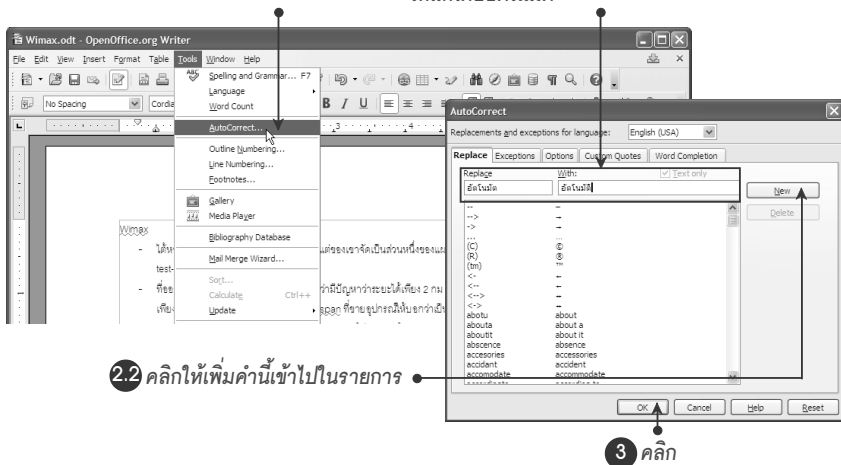 Wimax.odt - OpenOffice.org Writer
File Edit View Insert Format Table Tools Window Help
No Spacing
Cordia
B I U
Spelling and Grammar... F7
Language
Word Count
AutoCorrect...
Outline Numbering...
Line Numbering...
Footnotes...
Gallery
Media Player
Bibliography Database
Mail Merge Wizard...
Sort...
Calculate Ctrl++
Update
Wimax
test-
AutoCorrect
Replacements and exceptions for language: English (USA)
Replace Exceptions Options Custom Quotes Word Completion
Replace With: Text only
อัตโนมัต อัตโนมัติ
New
Delete
-- –
--> →
-> →
... …
(C) ©
(R) ®
(tm) ™
<- ←
<-- ←
<--> ↔
<-> ↔
abotu about
abouta about a
aboutit about it
abscence absence
accesories accessories
accidant accident
accomodate accommodate
OK Cancel Help Reset
2.2 คลิกให้เพิ่มคำนี้เข้าไปในรายการ
3 คลิก